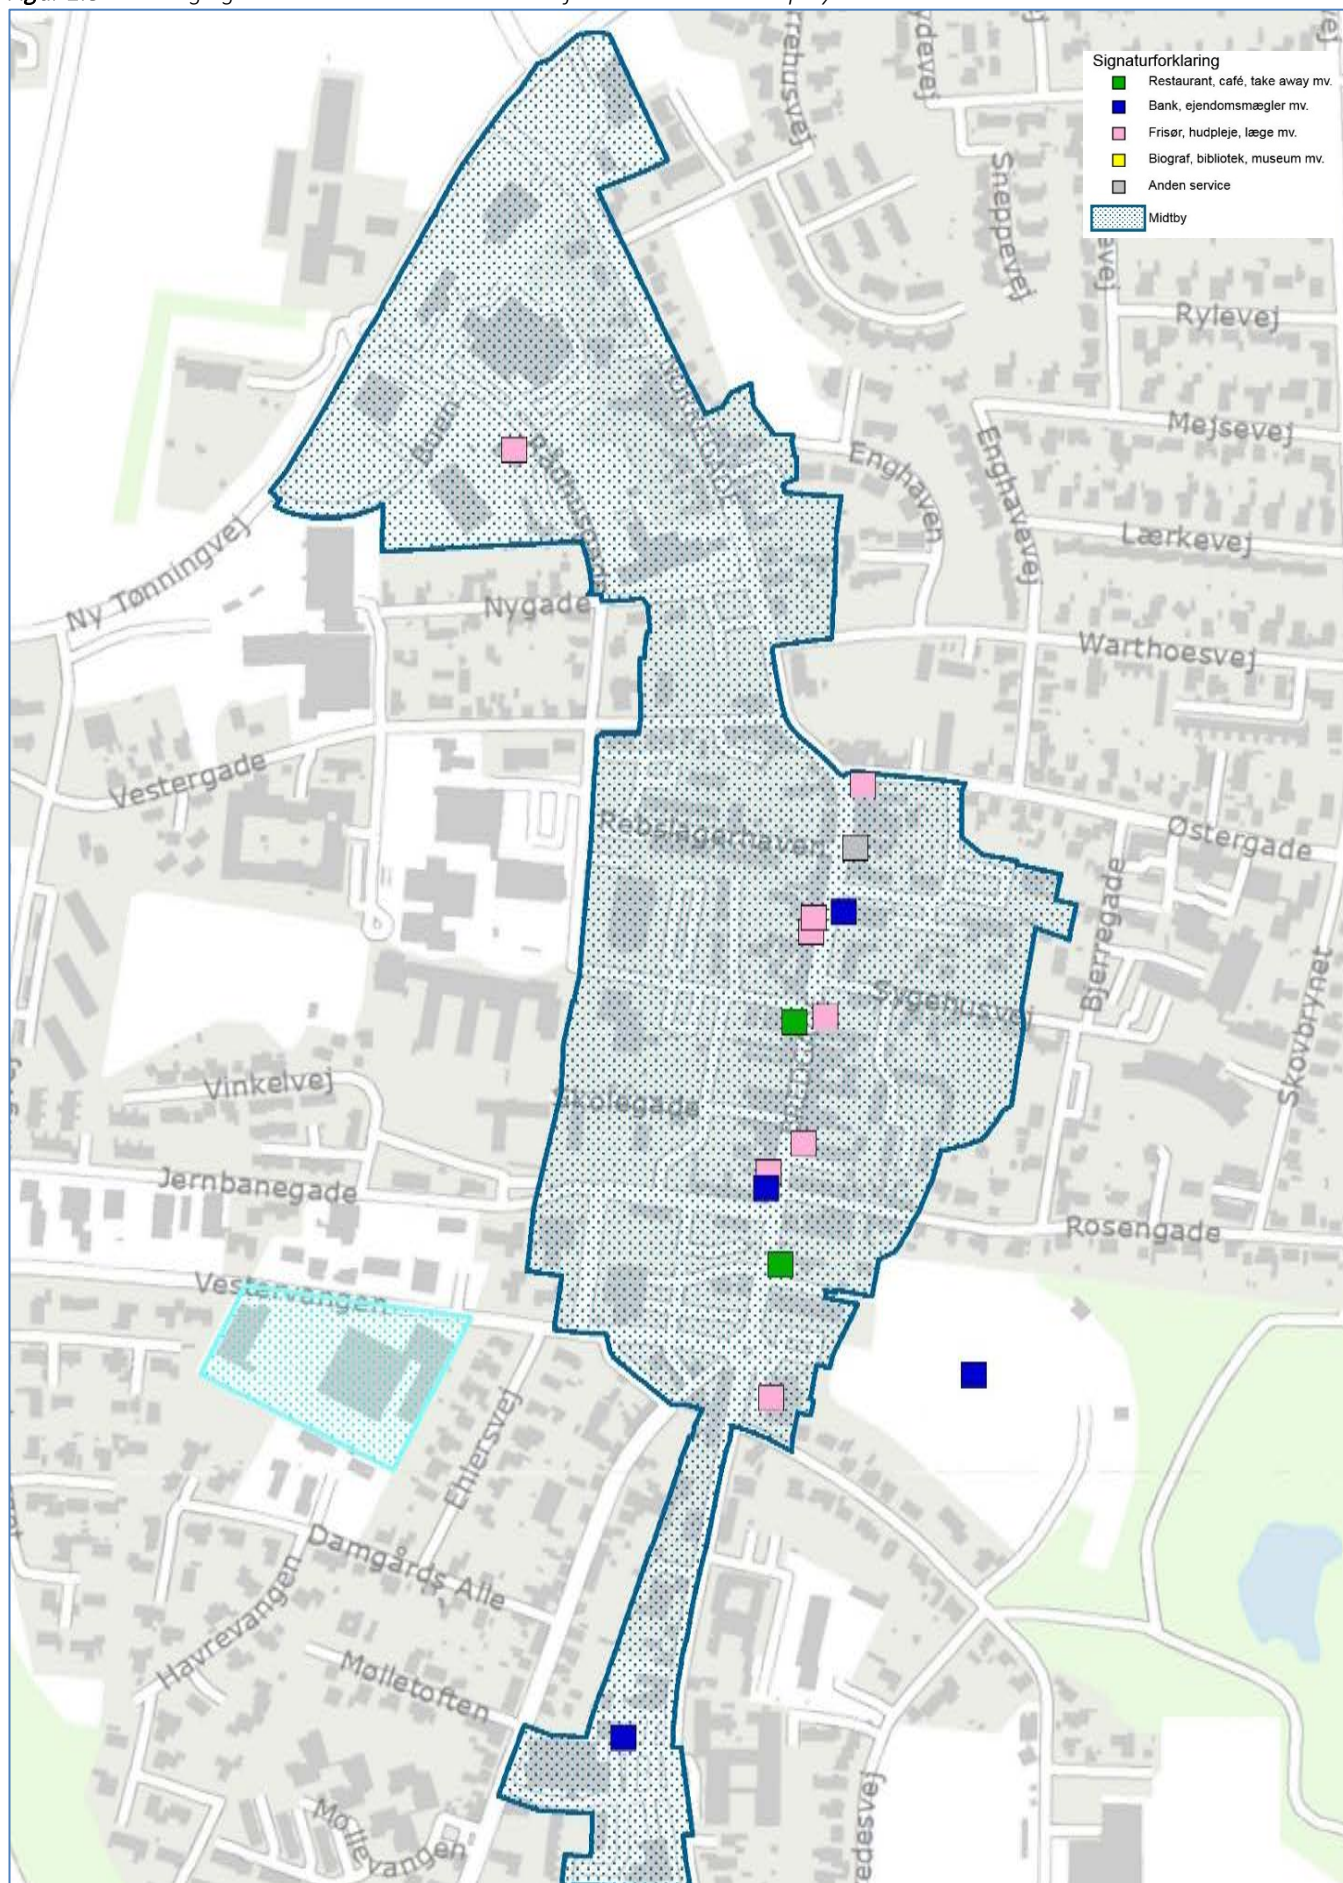 Signaturforklaring
Restaurant, café, take away mv.
Bank, ejendomsmægler mv.
Frisør, hudpleje, læge mv.
Biograf, bibliotek, museum mv.
Anden service
Midtby
Sneppevej
Rylevej
Mejsevej
Enghaven
Enghavevej
Lærkevej
Ny Tønningvej
Nygade
Warthoesvej
Vestergade
Rebslagerhaven
Østergade
Bjerregade
Sygehusvej
Skovbrynet
Vinkelvej
Skolegade
Jernbanegade
Rosengade
Vestervangen
Ehlersvej
Damgårds Alle
Havrevangen
Mølletoften
Møllevangen